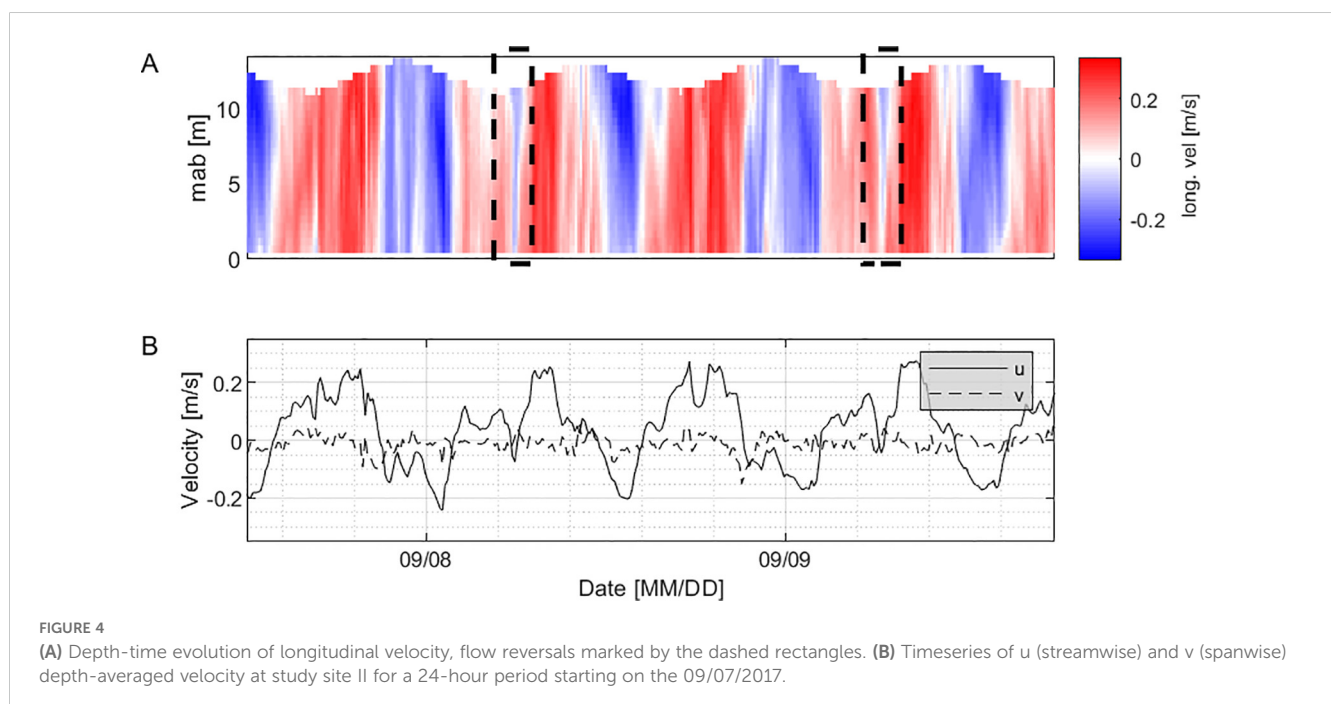 A
10
5
0
mab [m]
0.2
0
-0.2
long. vel [m/s]
B
0.2
0
-0.2
Velocity [m/s]
u
v
09/08
09/09
Date [MM/DD]
FIGURE 4
(A) Depth-time evolution of longitudinal velocity, flow reversals marked by the dashed rectangles. (B) Timeseries of u (streamwise) and v (spanwise)
depth-averaged velocity at study site II for a 24-hour period starting on the 09/07/2017.